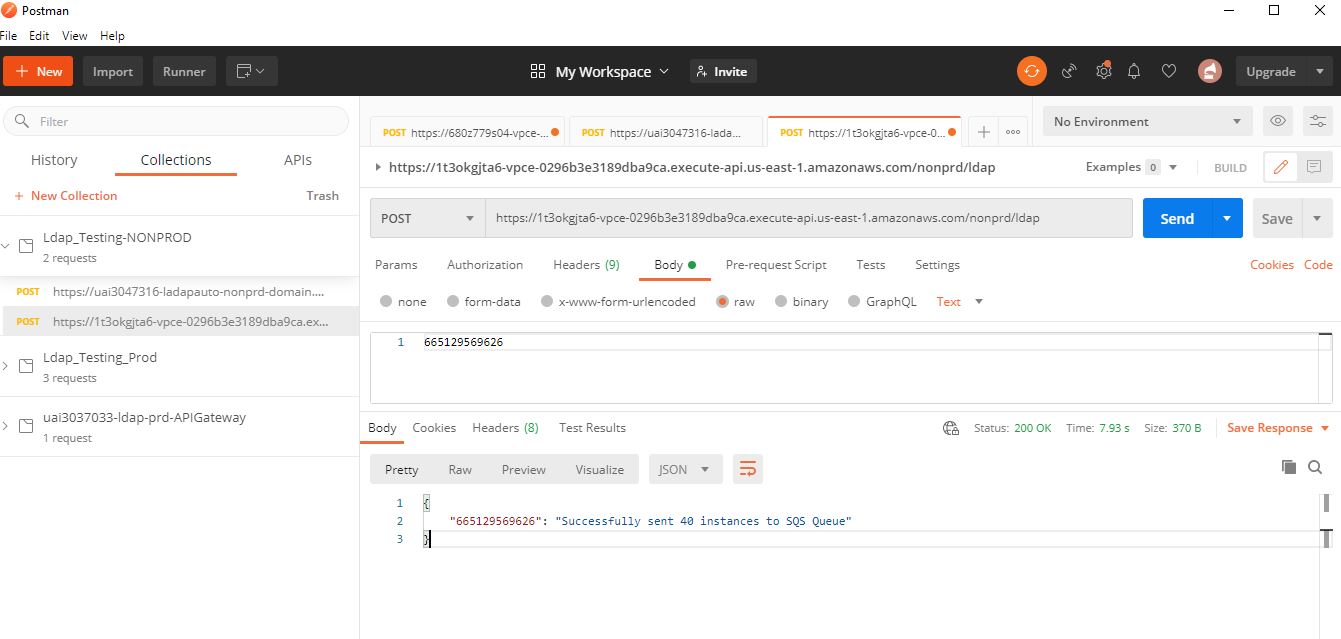 Postman
File Edit View Help
+ New Import Runner My Workspace Invite Upgrade
Filter
History Collections APIs
+ New Collection Trash
Ldap_Testing-NONPROD
2 requests
POST https://uai3047316-ladapauto-nonprd-domain....
POST https://1t3okgjta6-vpce-0296b3e3189dba9ca.ex...
Ldap_Testing_Prod
3 requests
uai3037033-ldap-prd-APIGateway
1 request
POST https://680z779s04-vpce-... POST https://uai3047316-lada... POST https://1t3okgjta6-vpce-0... + ooo No Environment
https://1t3okgjta6-vpce-0296b3e3189dba9ca.execute-api.us-east-1.amazonaws.com/nonprd/ldap Examples 0 BUILD
POST https://1t3okgjta6-vpce-0296b3e3189dba9ca.execute-api.us-east-1.amazonaws.com/nonprd/ldap Send Save
Params Authorization Headers (9) Body Pre-request Script Tests Settings Cookies Code
none form-data x-www-form-urlencoded raw binary GraphQL Text
1 665129569626
Body Cookies Headers (8) Test Results Status: 200 OK Time: 7.93 s Size: 370 B Save Response
Pretty Raw Preview Visualize JSON
1 {
2 "665129569626": "Successfully sent 40 instances to SQS Queue"
3 }